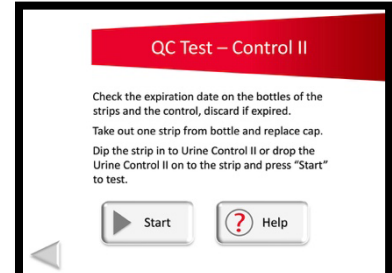 QC Test – Control II
Check the expiration date on the bottles of the
strips and the control, discard if expired.
Take out one strip from bottle and replace cap.
Dip the strip in to Urine Control II or drop the
Urine Control II on to the strip and press “Start”
to test.
Start
? Help